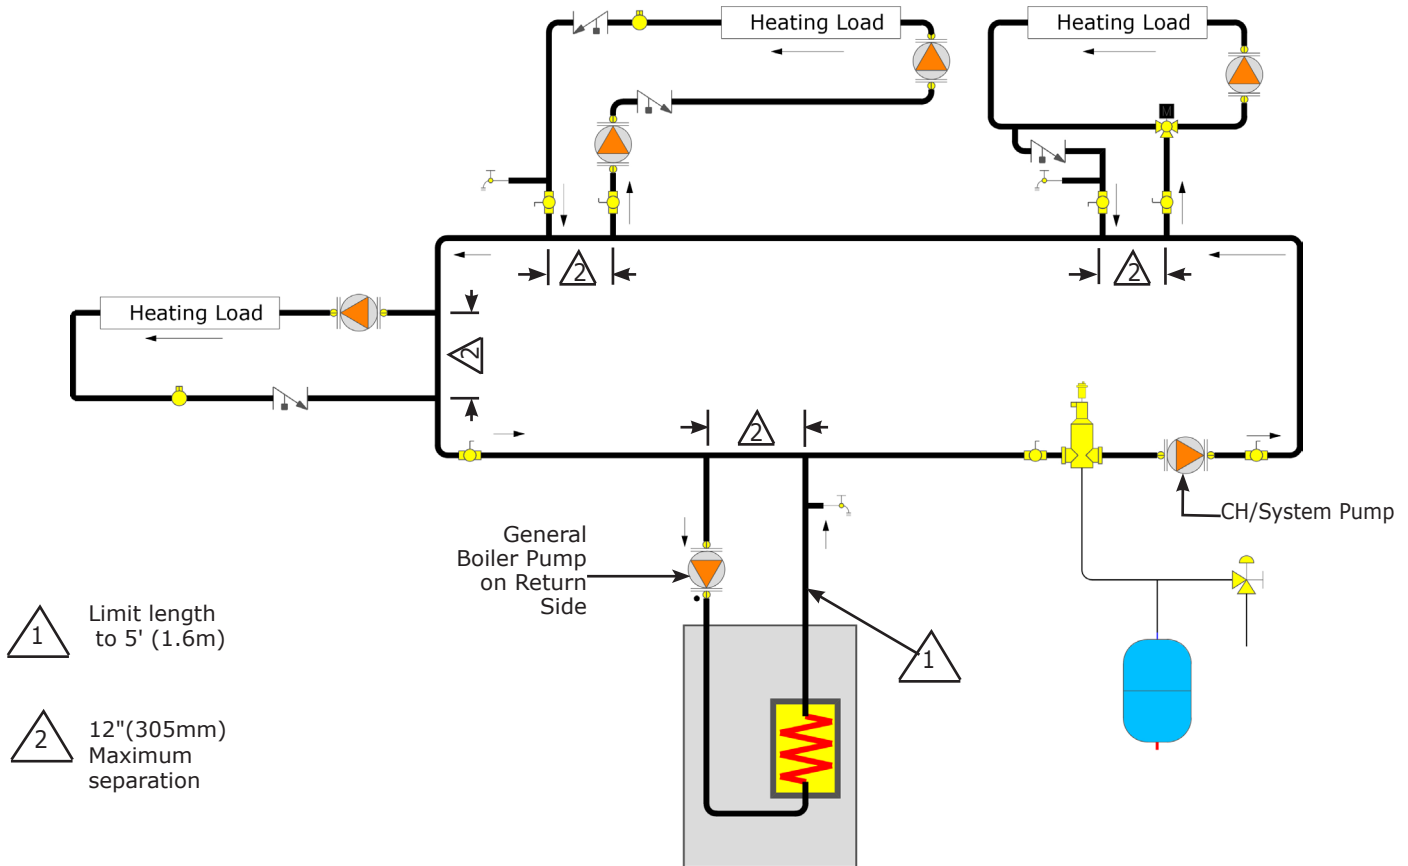 Heating Load
Heating Load
M
2
2
Heating Load
2
2
CH/System Pump
General
Boiler Pump
on Return
Side
1
Limit length
to 5' (1.6m)
1
2
12"(305mm)
Maximum
separation